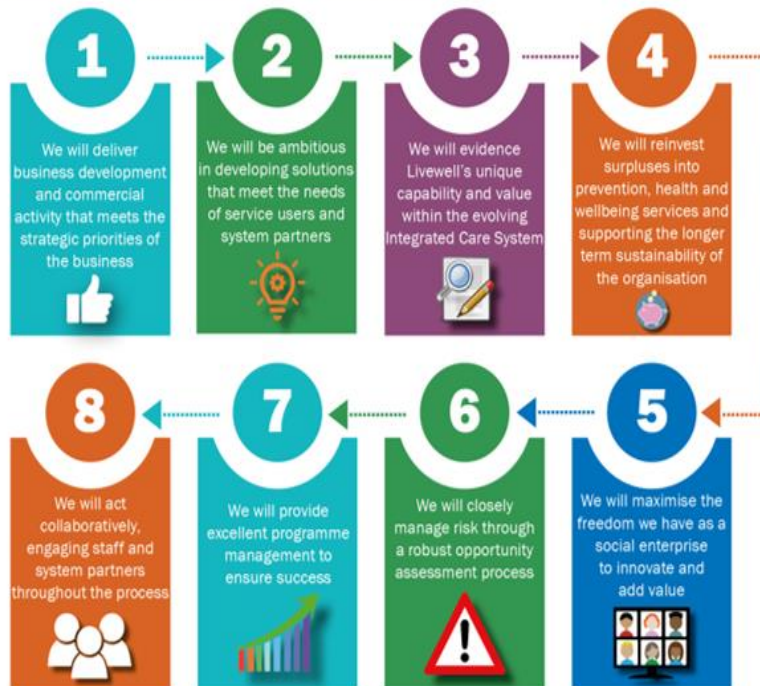 1
We will deliver
business development
and commercial
activity that meets the
strategic priorities of
the business
2
We will be ambitious
in developing solutions
that meet the needs
of service users and
system partners
3
We will evidence
Livewell's unique
capability and value
within the evolving
Integrated Care System
4
We will reinvest
surpluses into
prevention, health and
wellbeing services and
supporting the longer
term sustainability of
the organisation
5
We will maximise the
freedom we have as a
social enterprise
to innovate and
add value
6
We will closely
manage risk through
a robust opportunity
assessment process
7
We will provide
excellent programme
management to
ensure success
8
We will act
collaboratively,
engaging staff and
system partners
throughout the process